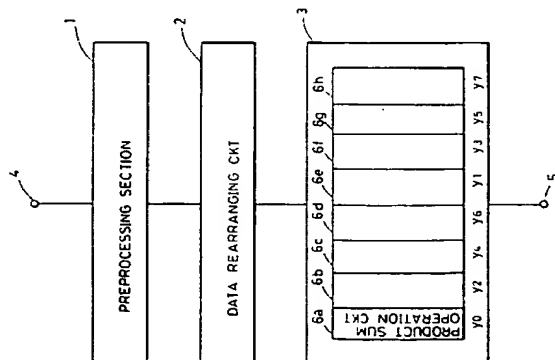 4
1
PREPROCESSING SECTION
2
DATA REARRANGING CKT
3
6a 6b 6c 6d 6e 6f 6g 6h
PRODUCT SUM
OPERATION CKT
Y0 Y2 Y4 Y6 Y1 Y3 Y5 Y7
5